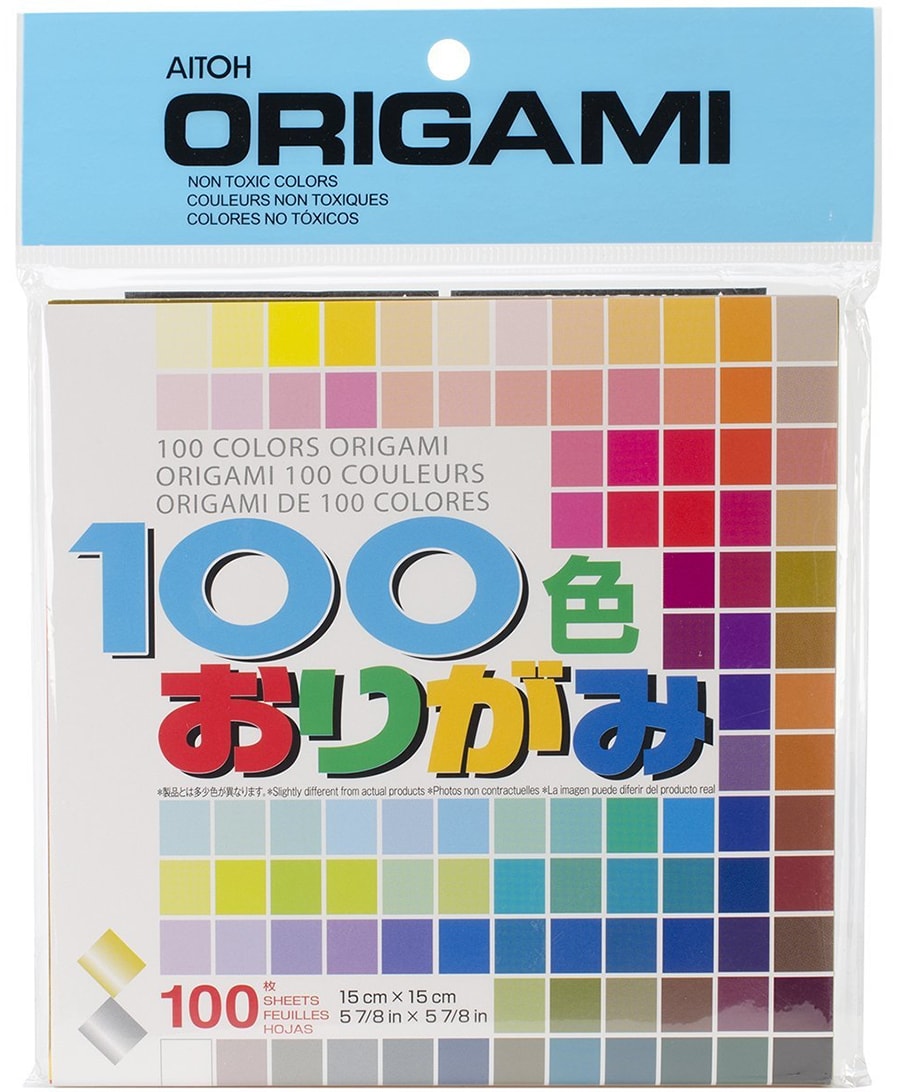 AITOH
ORIGAMI
NON TOXIC COLORS
COULEURS NON TOXIQUES
COLORES NO TÓXICOS
100 COLORS ORIGAMI
ORIGAMI 100 COULEURS
ORIGAMI DE 100 COLORES
100色
おりがみ
*製品とは多少色が異なります。*Slightly different from actual products *Photos non contractuelles *La imagen puede diferir del producto real
100枚
SHEETS
FEUILLES
HOJAS
15 cm × 15 cm
5 7/8 in × 5 7/8 in